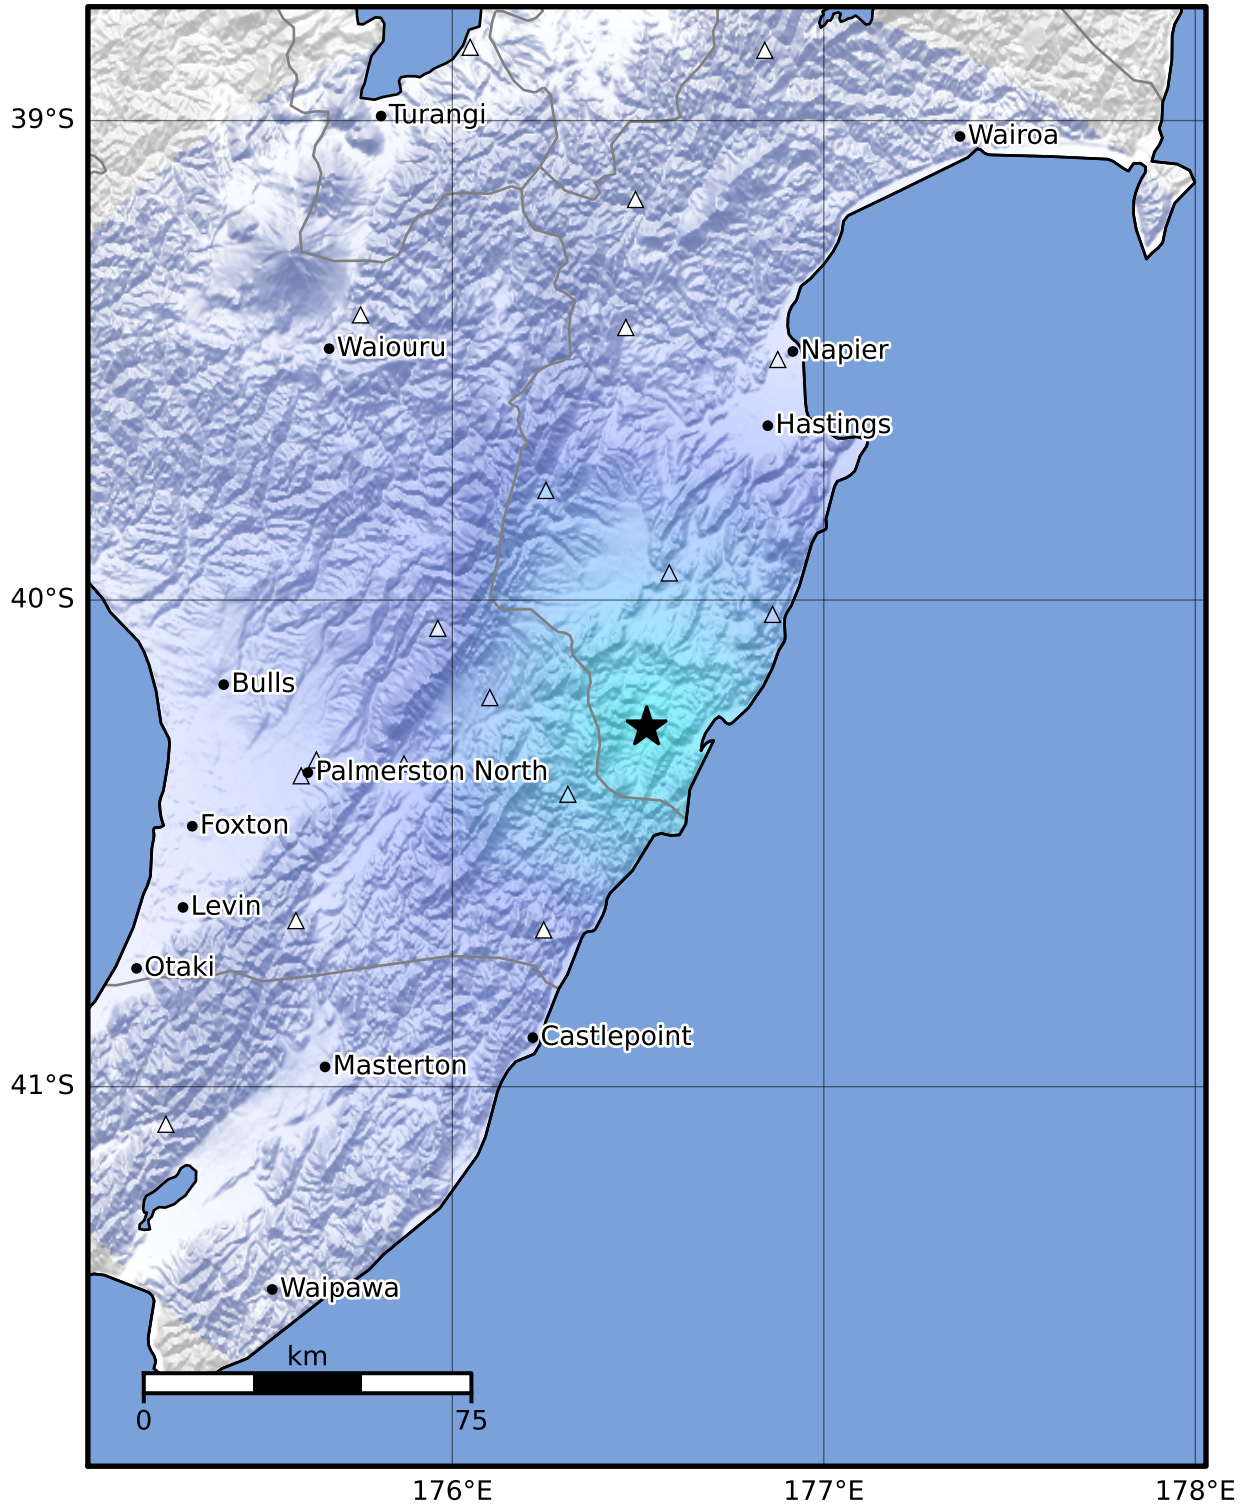 Turangi
39°S
Wairoa
Waiouru
Napier
Hastings
40°S
Bulls
Palmerston North
Foxton
Levin
Otaki
Castlepoint
Masterton
41°S
Waipawa
km
0 75
176°E 177°E 178°E